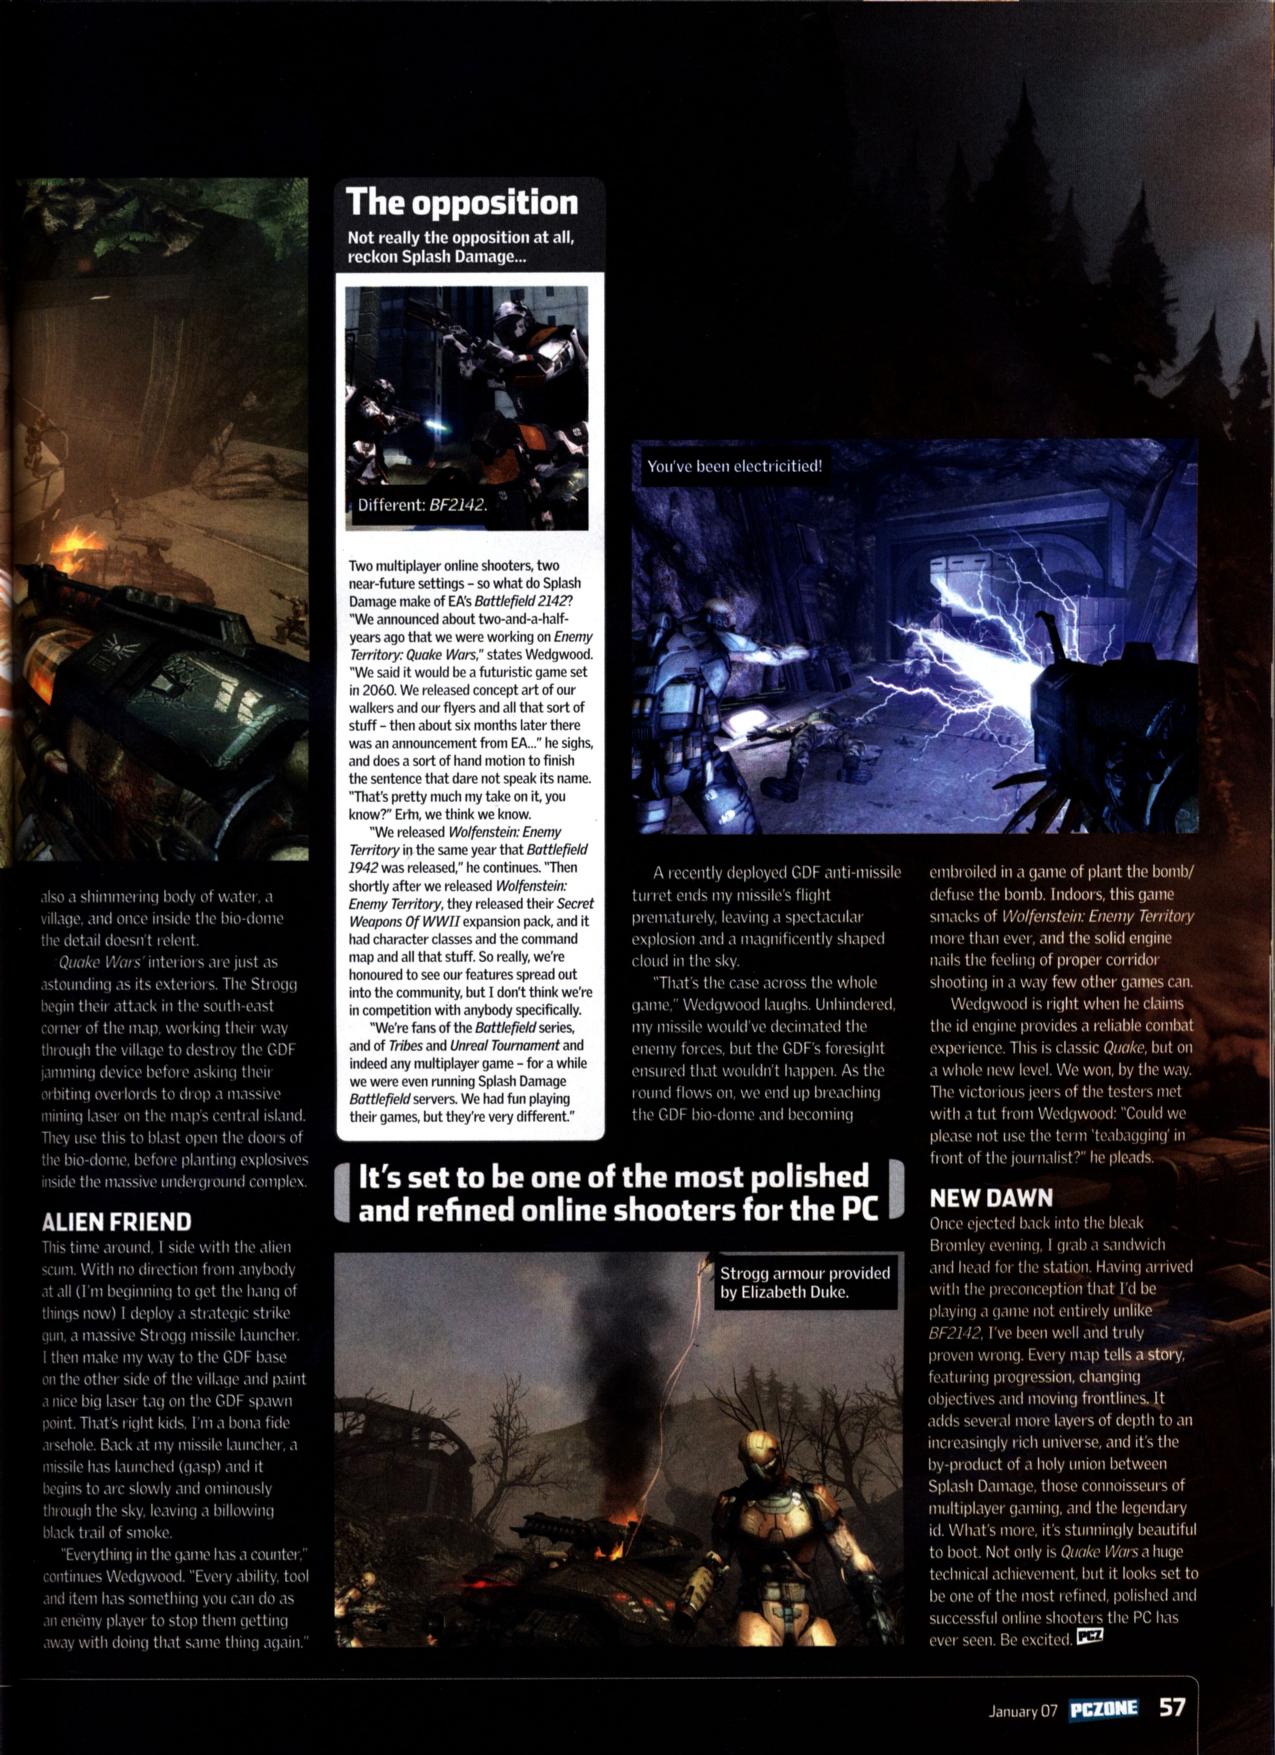 also a shimmering body of water, a
village, and once inside the bio-dome
the detail doesn't relent.
Quake Wars' interiors are just as
astounding as its exteriors. The Strogg
begin their attack in the south-east
corner of the map, working their way
through the village to destroy the GDF
jamming device before asking their
orbiting overlords to drop a massive
mining laser on the map's central island.
They use this to blast open the doors of
the bio-dome, before planting explosives
inside the massive underground complex.
ALIEN FRIEND
This time around, I side with the alien
scum. With no direction from anybody
at all (I'm beginning to get the hang of
things now) I deploy a strategic strike
gun, a massive Strogg missile launcher.
I then make my way to the GDF base
on the other side of the village and paint
a nice big laser tag on the GDF spawn
point. That's right kids, I'm a bona fide
arsehole. Back at my missile launcher, a
missile has launched (gasp) and it
begins to arc slowly and ominously
through the sky, leaving a billowing
black trail of smoke.
"Everything in the game has a counter,"
continues Wedgwood. "Every ability, tool
and item has something you can do as
an enemy player to stop them getting
away with doing that same thing again."
The opposition
Not really the opposition at all,
reckon Splash Damage...
Different: BF2142.
Two multiplayer online shooters, two
near-future settings – so what do Splash
Damage make of EA's Battlefield 2142?
"We announced about two-and-a-half-
years ago that we were working on Enemy
Territory: Quake Wars," states Wedgwood.
"We said it would be a futuristic game set
in 2060. We released concept art of our
walkers and our flyers and all that sort of
stuff – then about six months later there
was an announcement from EA..." he sighs,
and does a sort of hand motion to finish
the sentence that dare not speak its name.
"That's pretty much my take on it, you
know?" Erm, we think we know.
"We released Wolfenstein: Enemy
Territory in the same year that Battlefield
1942 was released," he continues. "Then
shortly after we released Wolfenstein:
Enemy Territory, they released their Secret
Weapons Of WWII expansion pack, and it
had character classes and the command
map and all that stuff. So really, we're
honoured to see our features spread out
into the community, but I don't think we're
in competition with anybody specifically.
"We're fans of the Battlefield series,
and of Tribes and Unreal Tournament and
indeed any multiplayer game – for a while
we were even running Splash Damage
Battlefield servers. We had fun playing
their games, but they're very different."
It's set to be one of the most polished
and refined online shooters for the PC
Strogg armour provided
by Elizabeth Duke.
You've been electricitied!
A recently deployed GDF anti-missile
turret ends my missile's flight
prematurely, leaving a spectacular
explosion and a magnificently shaped
cloud in the sky.
"That's the case across the whole
game," Wedgwood laughs. Unhindered,
my missile would've decimated the
enemy forces, but the GDF's foresight
ensured that wouldn't happen. As the
round flows on, we end up breaching
the GDF bio-dome and becoming
embroiled in a game of plant the bomb/
defuse the bomb. Indoors, this game
smacks of Wolfenstein: Enemy Territory
more than ever, and the solid engine
nails the feeling of proper corridor
shooting in a way few other games can.
Wedgwood is right when he claims
the id engine provides a reliable combat
experience. This is classic Quake, but on
a whole new level. We won, by the way.
The victorious jeers of the testers met
with a tut from Wedgwood: "Could we
please not use the term 'teabagging' in
front of the journalist?" he pleads.
NEW DAWN
Once ejected back into the bleak
Bromley evening, I grab a sandwich
and head for the station. Having arrived
with the preconception that I'd be
playing a game not entirely unlike
BF2142, I've been well and truly
proven wrong. Every map tells a story,
featuring progression, changing
objectives and moving frontlines. It
adds several more layers of depth to an
increasingly rich universe, and it's the
by-product of a holy union between
Splash Damage, those connoisseurs of
multiplayer gaming, and the legendary
id. What's more, it's stunningly beautiful
to boot. Not only is Quake Wars a huge
technical achievement, but it looks set to
be one of the most refined, polished and
successful online shooters the PC has
ever seen. Be excited. PCZ
January 07 PCZONE 57